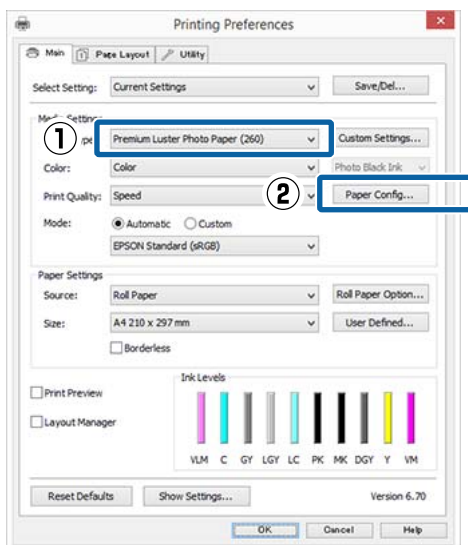 Printing Preferences
Main Page Layout Utility
Select Setting: Current Settings Save/Del...
Media Settings
① Premium Luster Photo Paper (260) Custom Settings...
Color: Color Photo Black Ink
Print Quality: Speed ② Paper Config...
Mode: Automatic Custom
EPSON Standard (sRGB)
Paper Settings
Source: Roll Paper Roll Paper Option...
Size: A4 210 x 297 mm User Defined...
Borderless
Ink Levels
Print Preview
Layout Manager
VLM C GY LGY LC PK MK DGY Y VM
Reset Defaults Show Settings... Version 6.70
OK Cancel Help